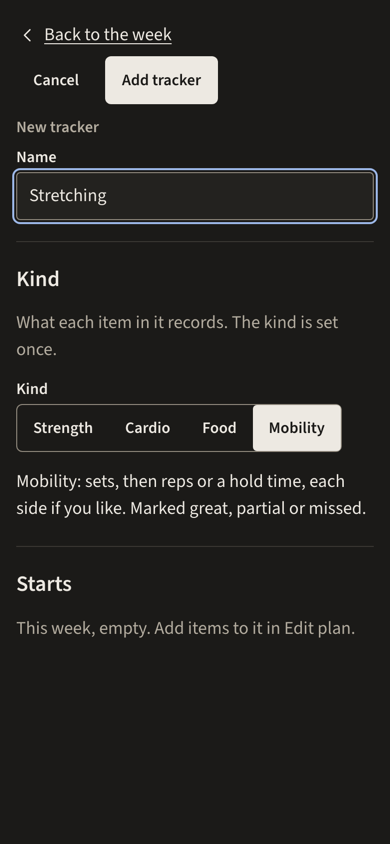 Back to the week
Cancel
Add tracker
New tracker
Name
Stretching
Kind
What each item in it records. The kind is set
once.
Kind
Strength
Cardio
Food
Mobility
Mobility: sets, then reps or a hold time, each
side if you like. Marked great, partial or missed.
Starts
This week, empty. Add items to it in Edit plan.